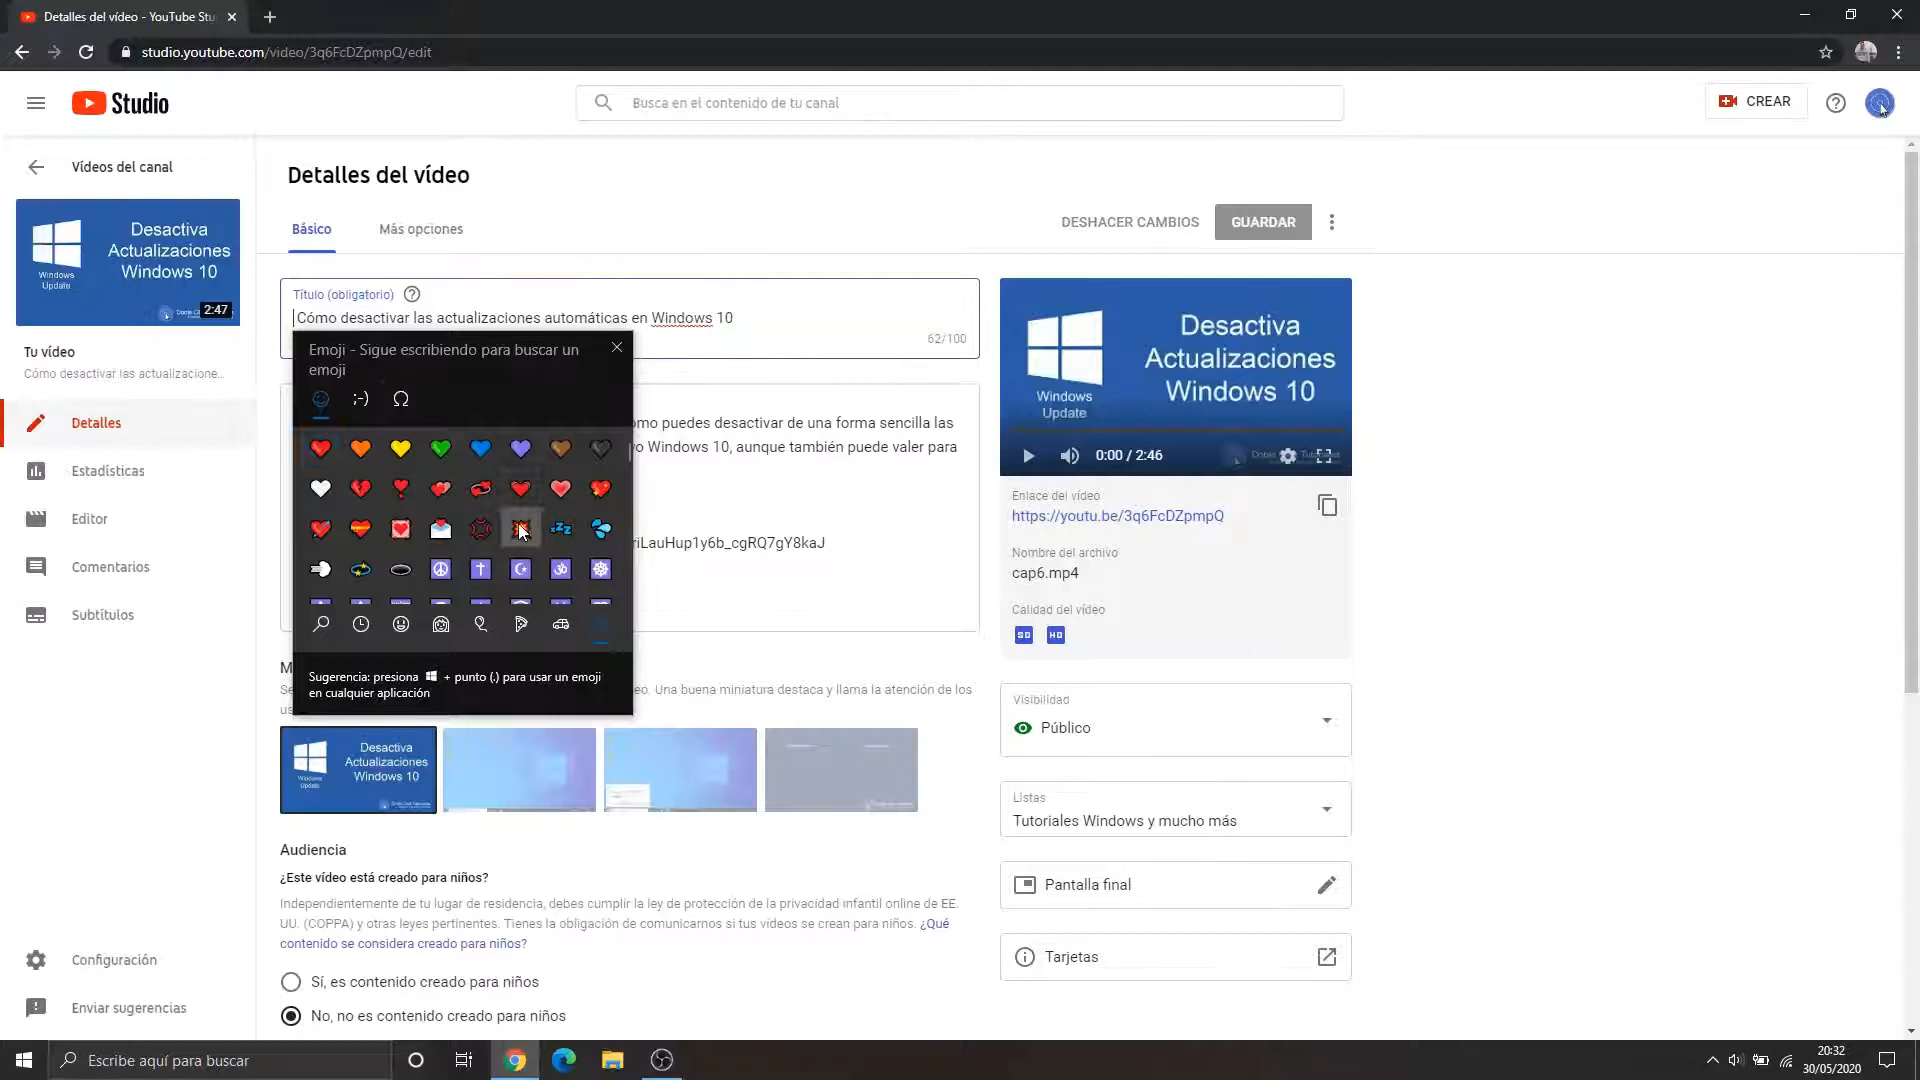 Detalles del vídeo - YouTube Stu
studio.youtube.com/video/3q6FcDZpmpQ/edit
Studio
Busca en el contenido de tu canal
CREAR
Vídeos del canal
Desactiva
Actualizaciones
Windows 10
Windows
Update
2:47
Tu vídeo
Cómo desactivar las actualizacione...
Detalles
Estadísticas
Editor
Comentarios
Subtítulos
Configuración
Enviar sugerencias
Detalles del vídeo
Básico
Más opciones
DESHACER CAMBIOS
GUARDAR
Título (obligatorio)
Cómo desactivar las actualizaciones automáticas en Windows 10
62/100
Emoji - Sigue escribiendo para buscar un
emoji
;-)
Ω
Sugerencia: presiona + punto (.) para usar un emoji
en cualquier aplicación
ómo puedes desactivar de una forma sencilla las
vo Windows 10, aunque también puede valer para
riLauHup1y6b_cgRQ7gY8kaJ
M
Se
eo. Una buena miniatura destaca y llama la atención de los
us
Desactiva
Actualizaciones
Windows 10
Audiencia
¿Este vídeo está creado para niños?
Independientemente de tu lugar de residencia, debes cumplir la ley de protección de la privacidad infantil online de EE.
UU. (COPPA) y otras leyes pertinentes. Tienes la obligación de comunicarnos si tus vídeos se crean para niños. ¿Qué
contenido se considera creado para niños?
Sí, es contenido creado para niños
No, no es contenido creado para niños
Desactiva
Actualizaciones
Windows 10
Windows
Update
0:00 / 2:46
Enlace del vídeo
https://youtu.be/3q6FcDZpmpQ
Nombre del archivo
cap6.mp4
Calidad del vídeo
SD
HD
Visibilidad
Público
Listas
Tutoriales Windows y mucho más
Pantalla final
Tarjetas
Escribe aquí para buscar
20:32
30/05/2020